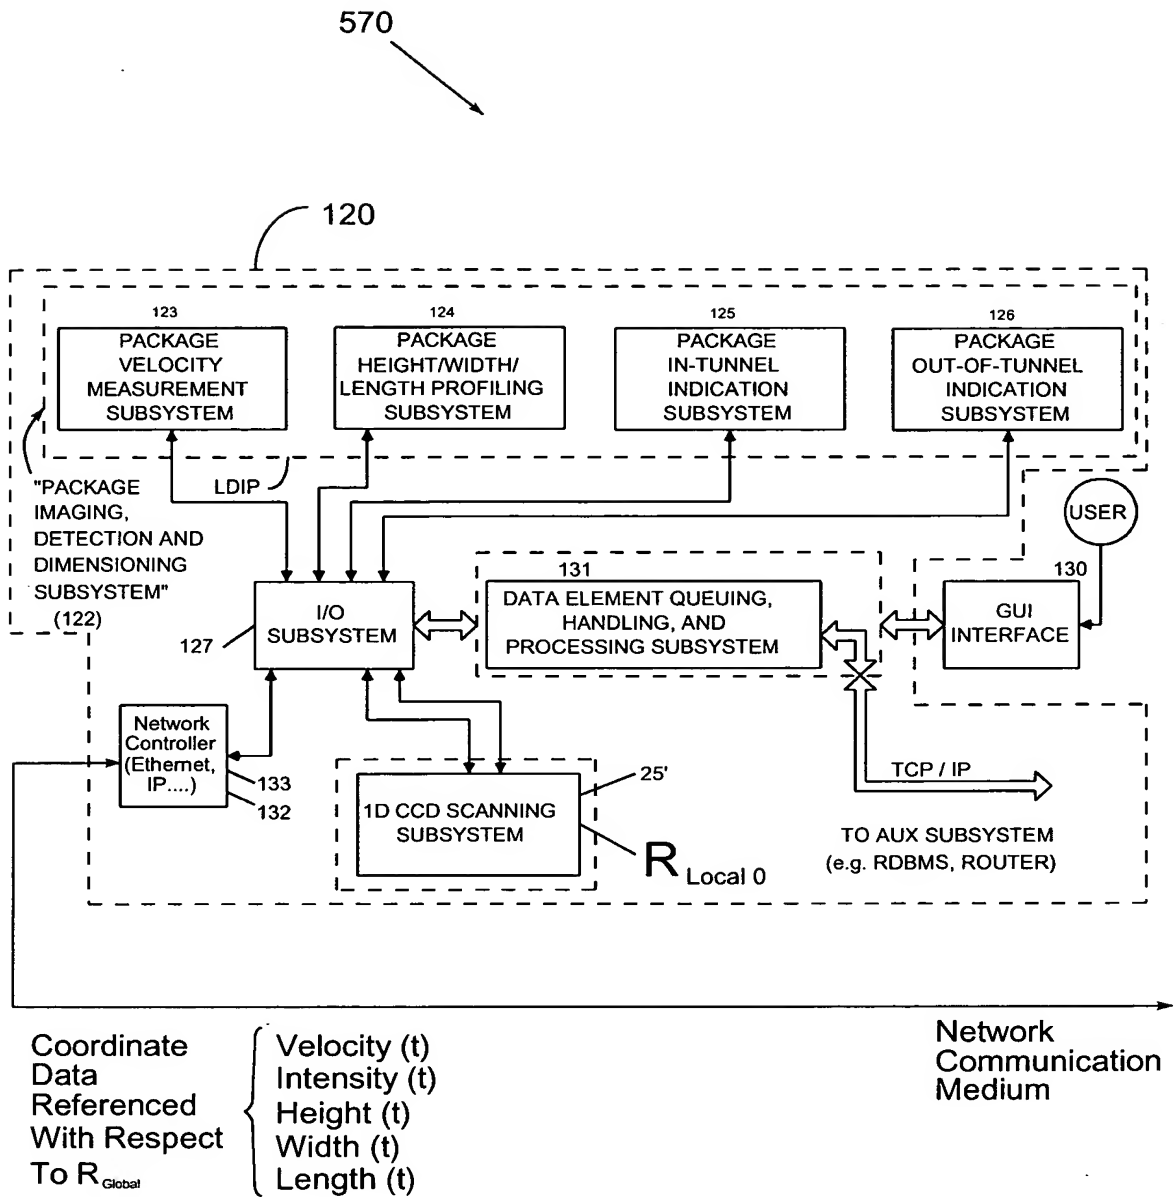 570
120
123
PACKAGE
VELOCITY
MEASUREMENT
SUBSYSTEM
124
PACKAGE
HEIGHT/WIDTH/
LENGTH PROFILING
SUBSYSTEM
125
PACKAGE
IN-TUNNEL
INDICATION
SUBSYSTEM
126
PACKAGE
OUT-OF-TUNNEL
INDICATION
SUBSYSTEM
LDIP
"PACKAGE
IMAGING,
DETECTION AND
DIMENSIONING
SUBSYSTEM"
(122)
USER
I/O
SUBSYSTEM
127
131
DATA ELEMENT QUEUING,
HANDLING, AND
PROCESSING SUBSYSTEM
130
GUI
INTERFACE
Network
Controller
(Ethernet,
IP....)
133
132
25'
1D CCD SCANNING
SUBSYSTEM
R Local 0
TCP / IP
TO AUX SUBSYSTEM
(e.g. RDBMS, ROUTER)
Coordinate
Data
Referenced
With Respect
To R Global
Velocity (t)
Intensity (t)
Height (t)
Width (t)
Length (t)
Network
Communication
Medium